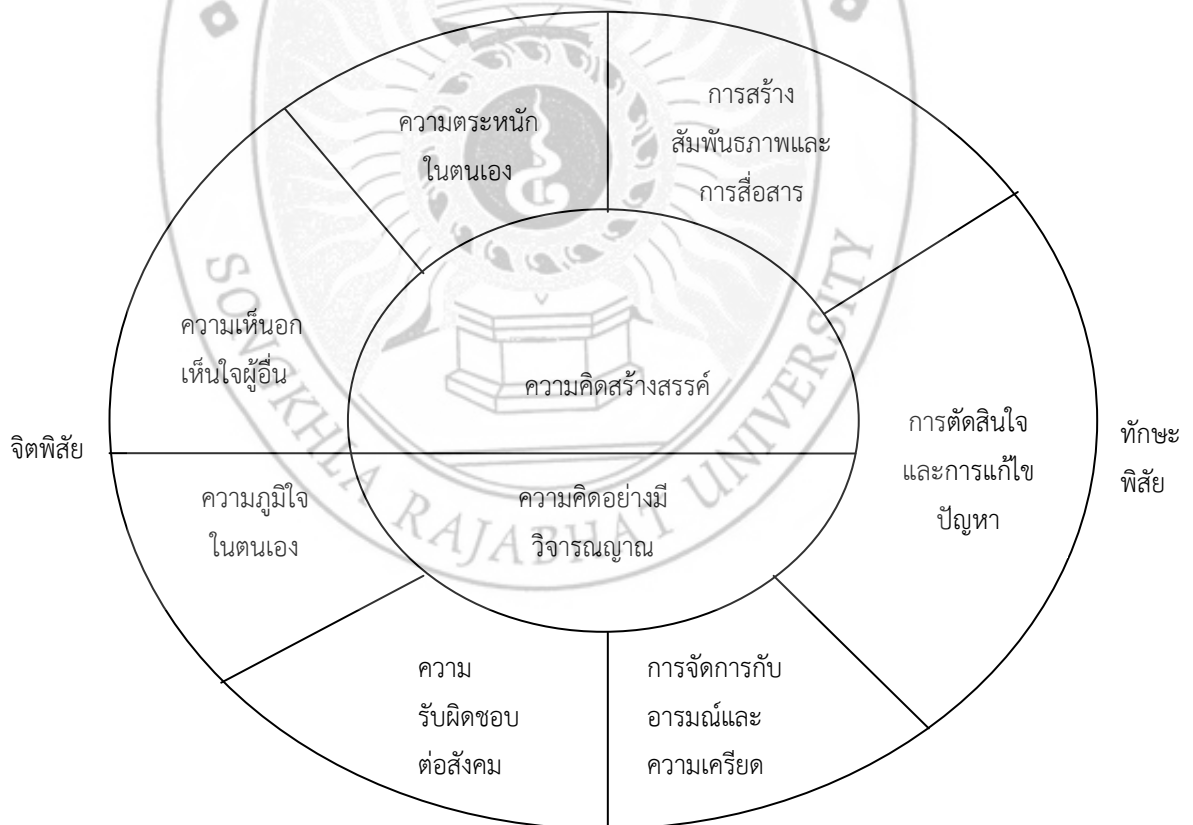 ความตระหนัก
ในตนเอง
การสร้าง
สัมพันธภาพและ
การสื่อสาร
ความเห็นอก
เห็นใจผู้อื่น
ความคิดสร้างสรรค์
จิตพิสัย
การตัดสินใจ
และการแก้ไข
ปัญหา
ทักษะ
พิสัย
ความภูมิใจ
ในตนเอง
ความคิดอย่างมี
วิจารณญาณ
ความ
รับผิดชอบ
ต่อสังคม
การจัดการกับ
อารมณ์และ
ความเครียด
SONGKHLA RAJABHAT UNIVERSITY